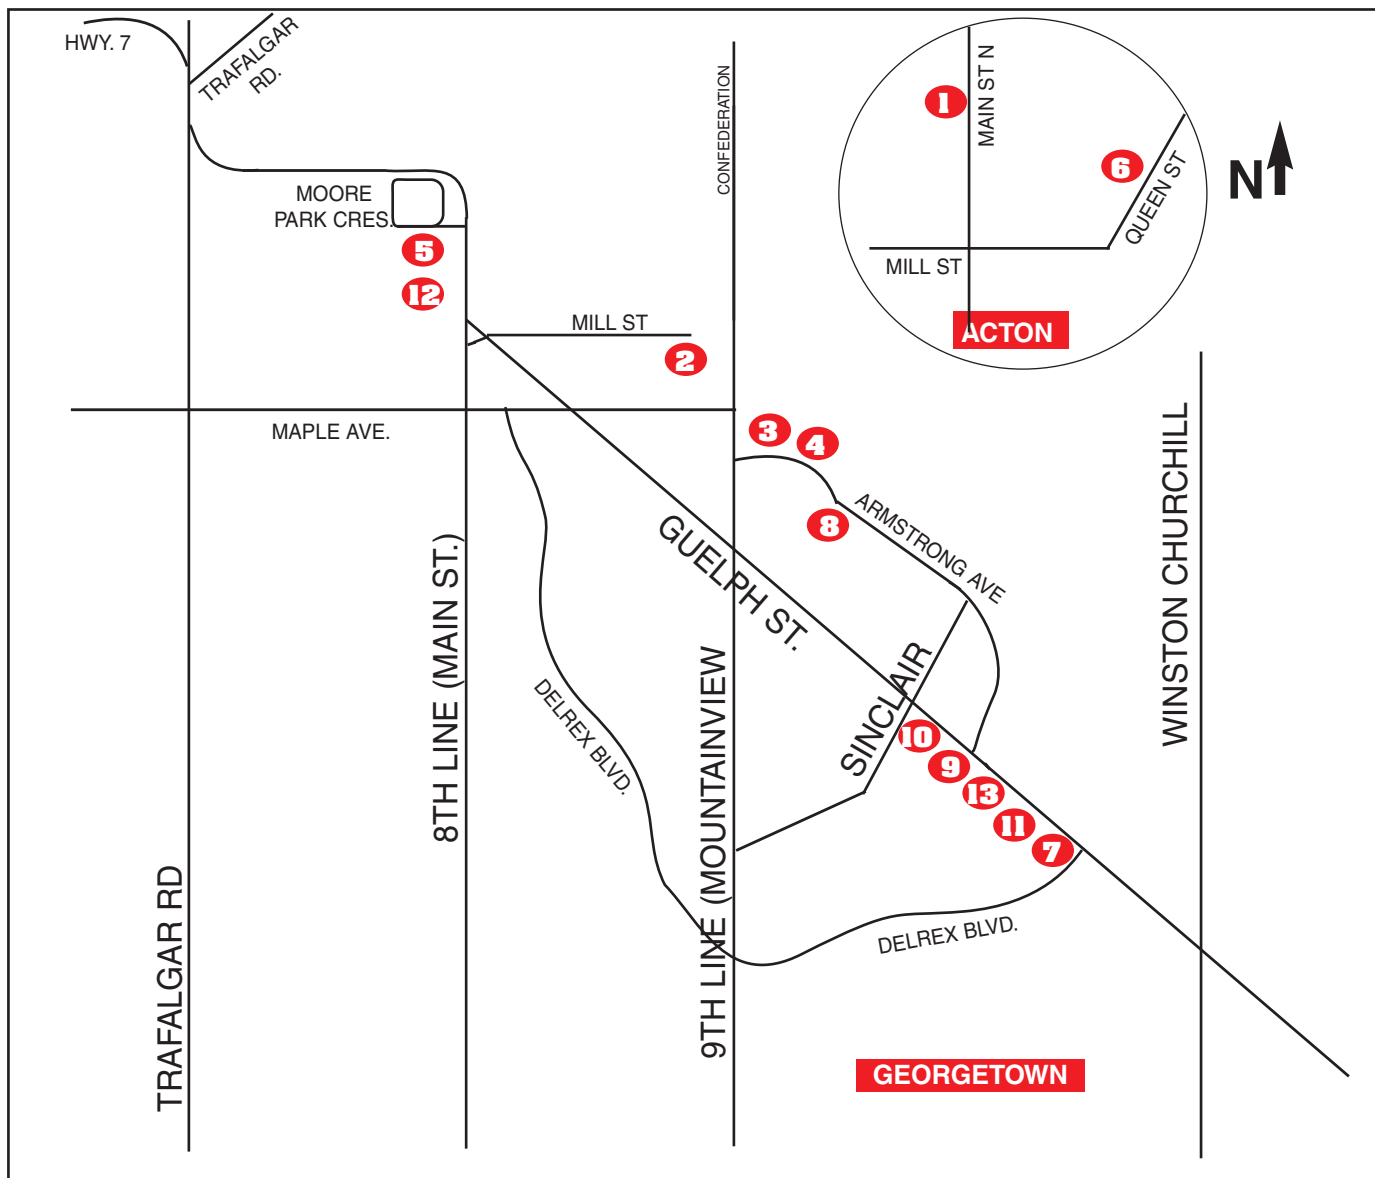 HWY. 7
TRAFALGAR
RD.
CONFEDERATION
MAIN ST N
1
6
QUEEN ST
N
MILL ST
ACTON
MOORE
PARK CRES.
5
12
MILL ST
2
MAPLE AVE.
3
4
8
ARMSTRONG AVE
GUELPH ST.
SINCLAIR
WINSTON CHURCHILL
8TH LINE (MAIN ST.)
DELREX BLVD.
9TH LINE (MOUNTAINVIEW
10
9
13
11
7
DELREX BLVD.
TRAFALGAR RD
GEORGETOWN